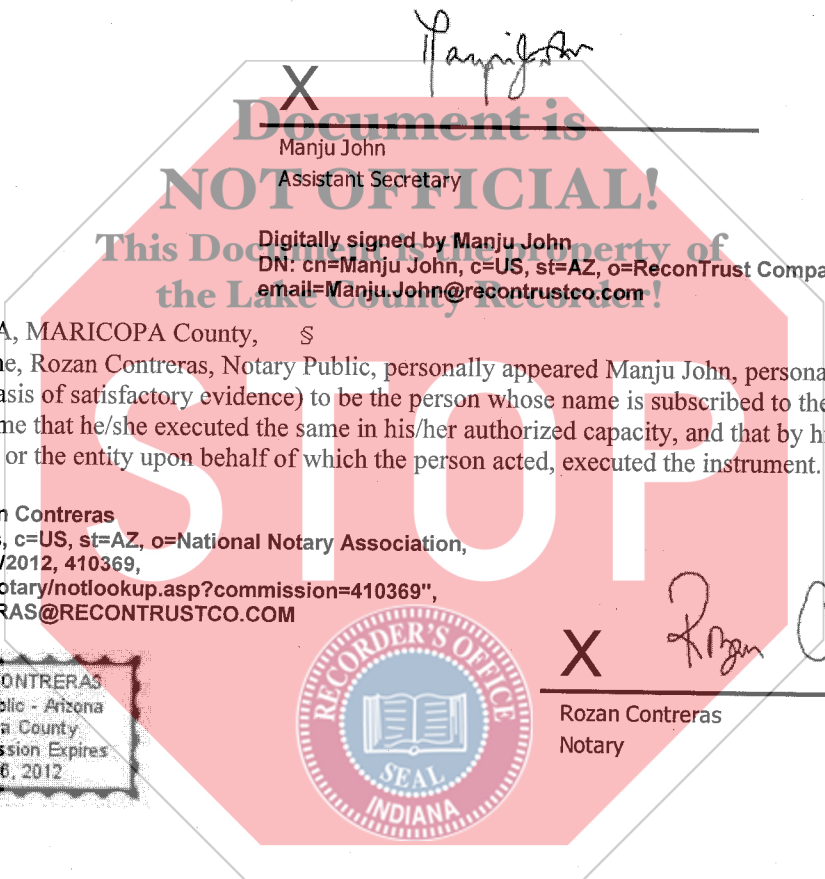 Manju John
X
Document is
Manju John
NOT OFFICIAL!
Assistant Secretary
This Document is the property of
Digitally signed by Manju John
DN: cn=Manju John, c=US, st=AZ, o=ReconTrust Compa
the Lake County Recorder!
email=Manju.John@recontrustco.com
A, MARICOPA County, S
ne, Rozan Contreras, Notary Public, personally appeared Manju John, persona
asis of satisfactory evidence) to be the person whose name is subscribed to the
me that he/she executed the same in his/her authorized capacity, and that by h
or the entity upon behalf of which the person acted, executed the instrument.
STOP
n Contreras
, c=US, st=AZ, o=National Notary Association,
/2012, 410369,
otary/notlookup.asp?commission=410369",
RAS@RECONTRUSTCO.COM
X
Rozan C
Rozan Contreras
Notary
ONTRERAS
blic - Arizona
a County
ssion Expires
6, 2012
RECORDER'S OFFICE
SEAL
INDIANA